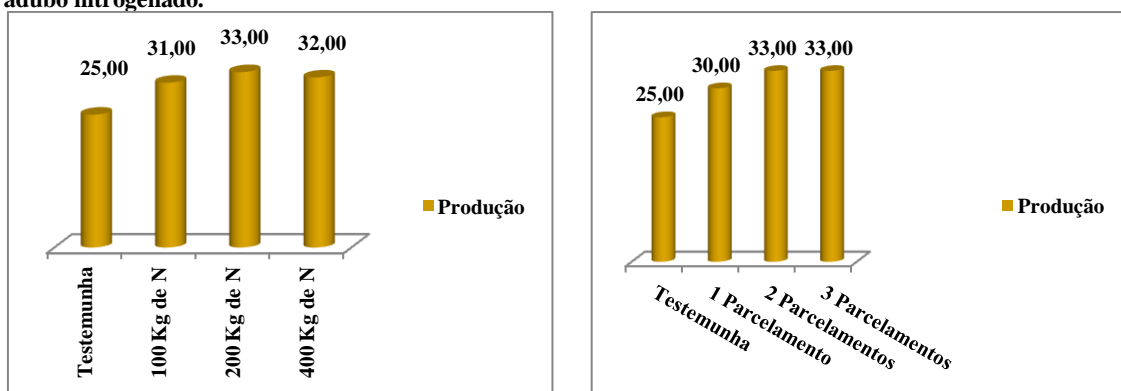 adubo nitrogenado.
25,00
31,00
33,00
32,00
Produção
Testemunha
100 Kg de N
200 Kg de N
400 Kg de N
25,00
30,00
33,00
33,00
Produção
Testemunha
1 Parcelamento
2 Parcelamentos
3 Parcelamentos